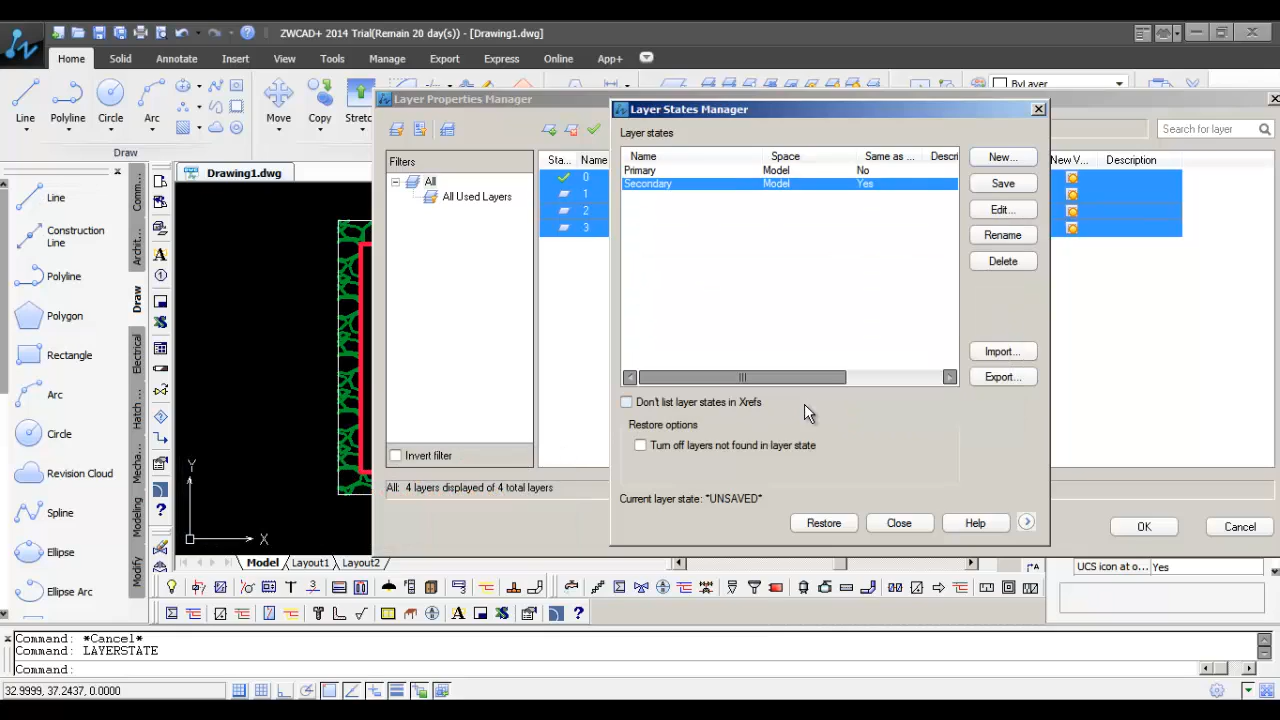 ZWCAD+ 2014 Trial(Remain 20 day(s)) - [Drawing1.dwg]
Home Solid Annotate Insert View Tools Manage Export Express Online App+
Line Polyline Circle Arc Move Copy Stretc
Draw
ByLayer
Layer Properties Manager
Search for layer
Drawing1.dwg
Line
Construction
Line
Polyline
Polygon
Rectangle
Arc
Circle
Revision Cloud
Spline
Ellipse
Ellipse Arc
Comm...
Archit...
Draw
Electrical
Hatch ...
Mecha...
Modeling
Modify
Filters
All
All Used Layers
Invert filter
All: 4 layers displayed of 4 total layers
Sta... Name
0
1
2
3
New V... Description
Layer States Manager
Layer states
Name Space Same as ... Descri
Primary Model No
Secondary Model Yes
New...
Save
Edit...
Rename
Delete
Import...
Export...
Don't list layer states in Xrefs
Restore options
Turn off layers not found in layer state
Current layer state: *UNSAVED*
Restore Close Help
OK Cancel
Y
X
Model Layout1 Layout2
UCS icon at o... Yes
Command: *Cancel*
Command: LAYERSTATE
Command:
32.9999, 37.2437, 0.0000